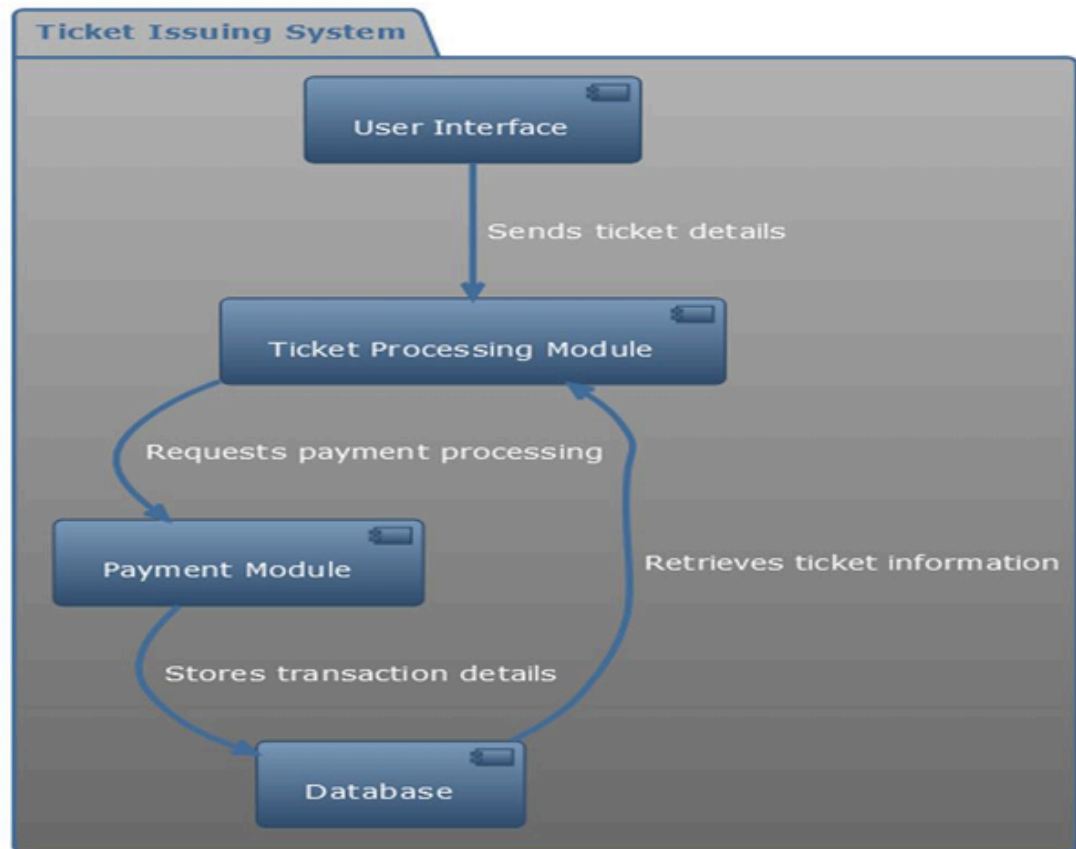 Ticket Issuing System
User Interface
Sends ticket details
Ticket Processing Module
Requests payment processing
Payment Module
Retrieves ticket information
Stores transaction details
Database